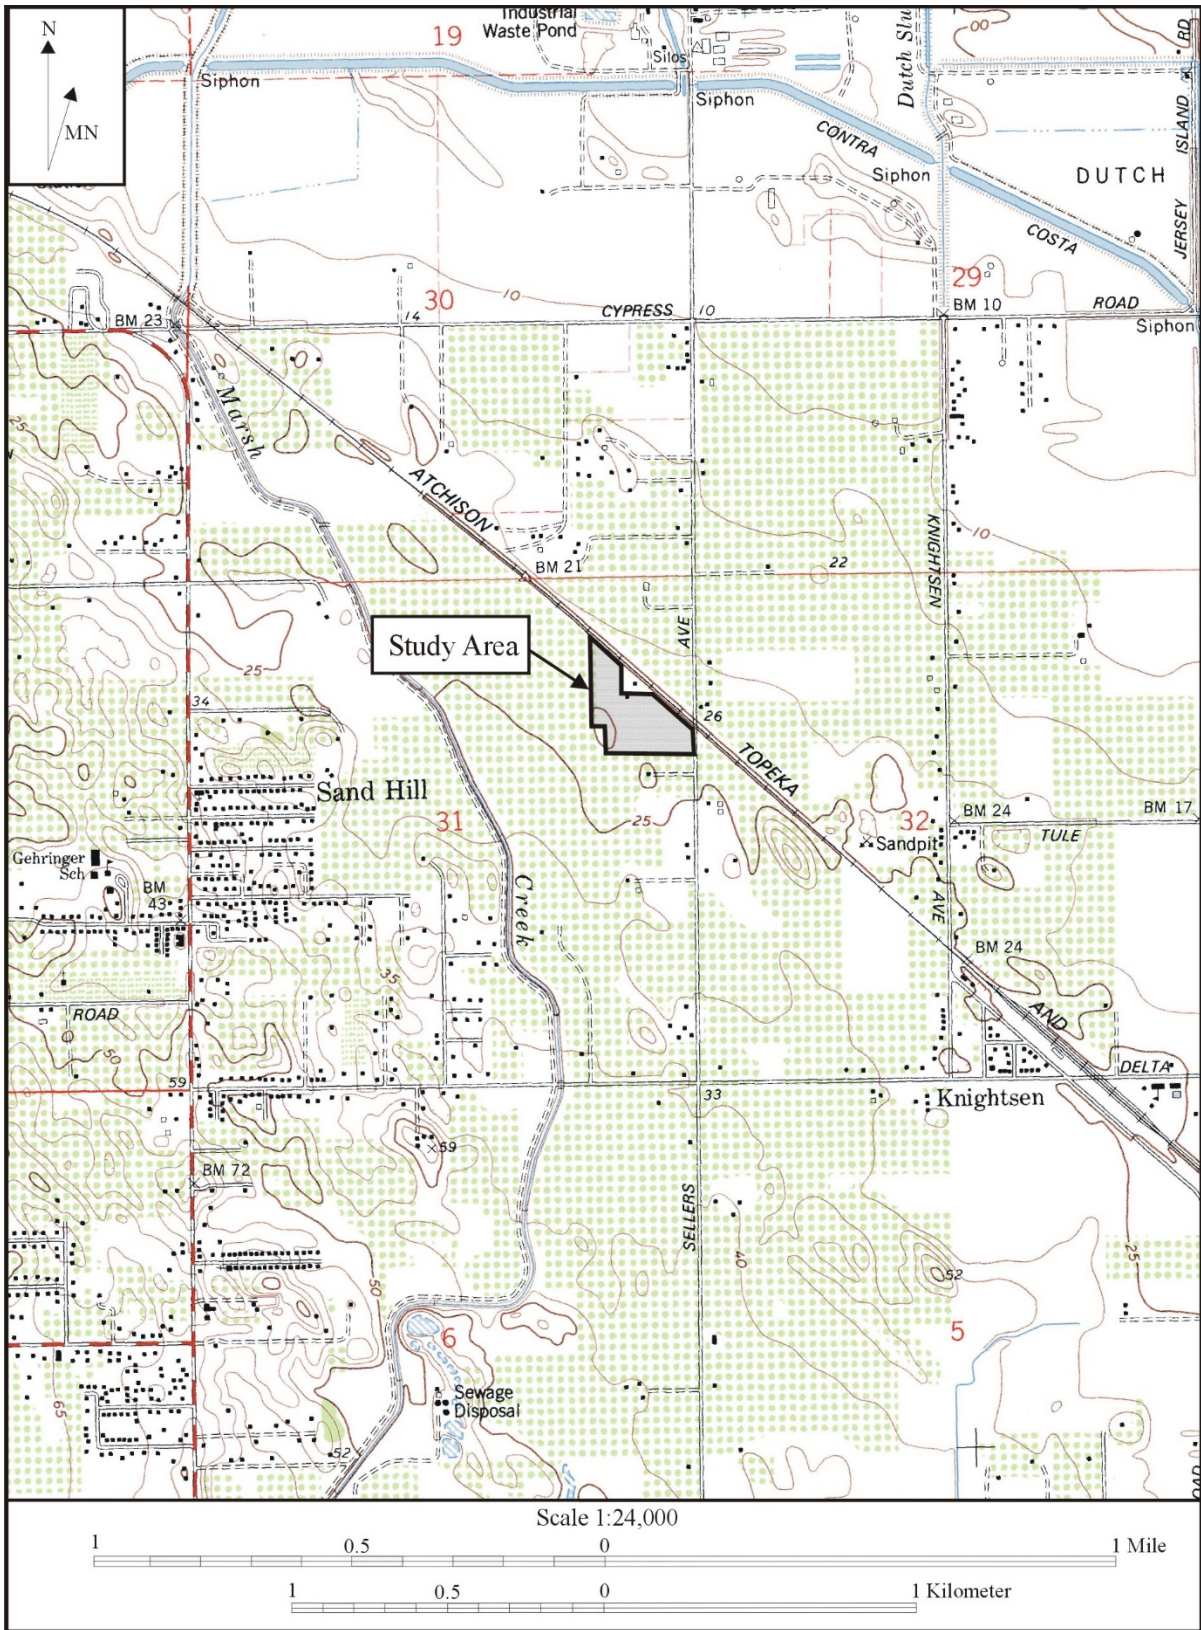 N
MN
19
Industrial
Waste Pond
Silos
Siphon
Siphon
Dutch Slu
00
RD
ISLAND
JERSEY
CONTRA
Siphon
DUTCH
COSTA
30
10
29
BM 23
14
CYPRESS
10
BM 10
ROAD
Siphon
25
Marsh
ATCHISON
KNIGHTSEN
10
BM 21
22
Study Area
AVE
25
34
26
TOPEKA
Sand Hill
31
25
32
BM 24
BM 17
Sandpit
TULE
Gehringer
Sch
BM
43
Creek
AVE
35
BM 24
ROAD
50
AND
59
DELTA
33
Knightsen
59
BM 72
SELLERS
40
25
50
52
6
5
Sewage
Disposal
65
52
OAD
Scale 1:24,000
1 0.5 0 1 Mile
1 0.5 0 1 Kilometer